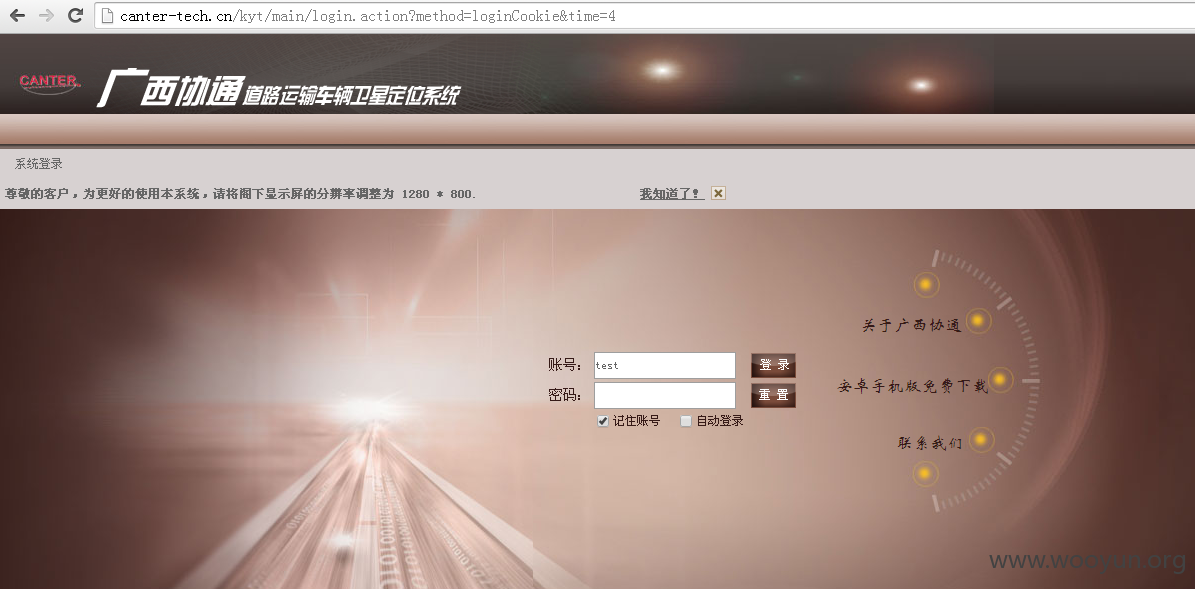 canter-tech.cn/kyt/main/login.action?method=loginCookie&time=4
CANTER
广西协通道路运输车辆卫星定位系统
系统登录
尊敬的客户，为更好的使用本系统，请将阁下显示屏的分辨率调整为 1280 * 800. 我知道了!
关于广西协通
账号： test 登 录
安卓手机版免费下载
密码： 重 置
记住账号 自动登录
联系我们
www.wooyun.org